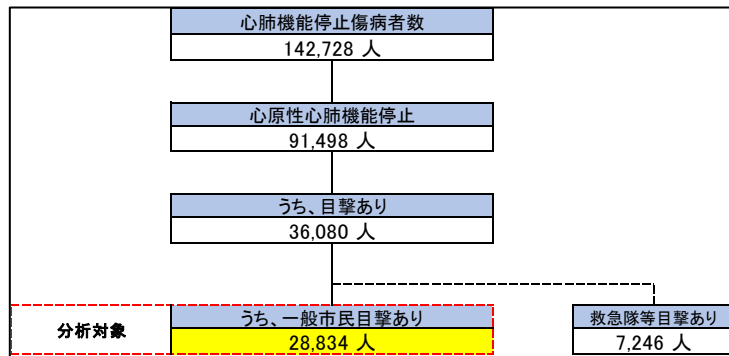 心肺機能停止傷病者数
142,728 人
心原性心肺機能停止
91,498 人
うち、目撃あり
36,080 人
分析対象
うち、一般市民目撃あり
28,834 人
救急隊等目撃あり
7,246 人